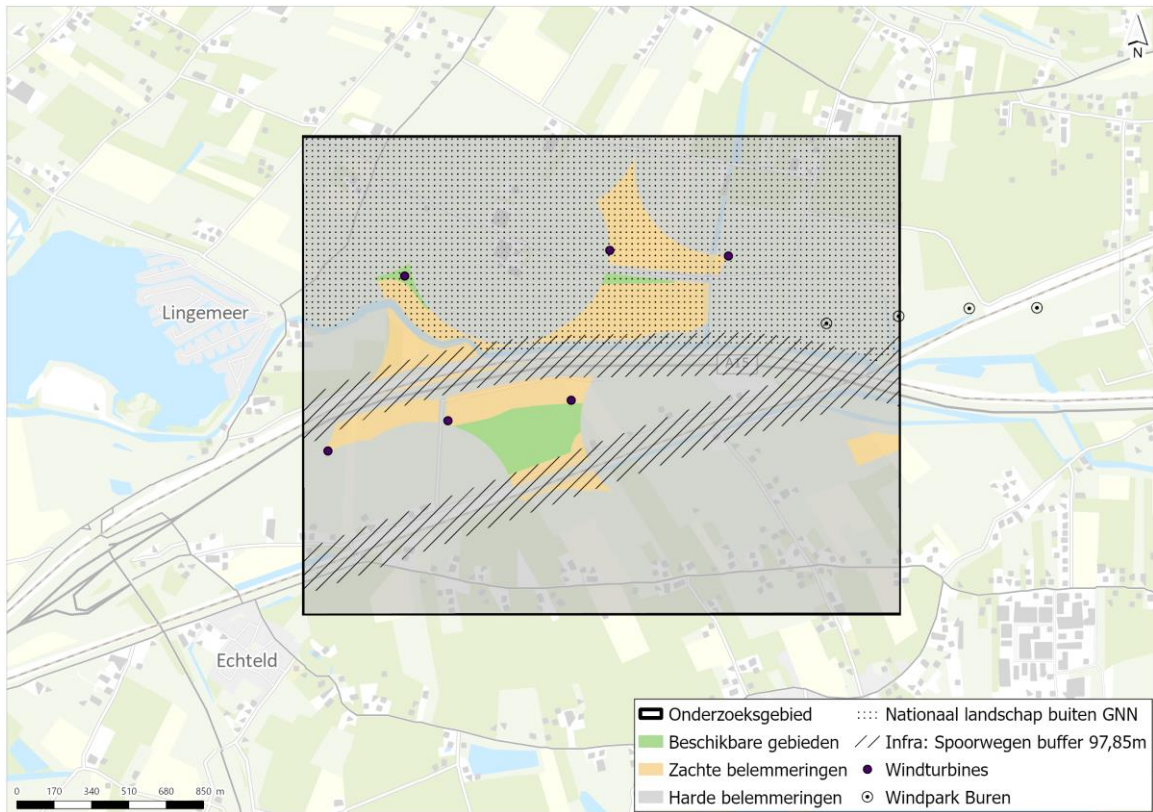 N
Lingemeer
A15
Echteld
Onderzoeksgebied
Beschikbare gebieden
Zachte belemmeringen
Harde belemmeringen
Nationaal landschap buiten GNN
Infra: Spoorwegen buffer 97,85m
Windturbines
Windpark Buren
0 170 340 510 680 850 m